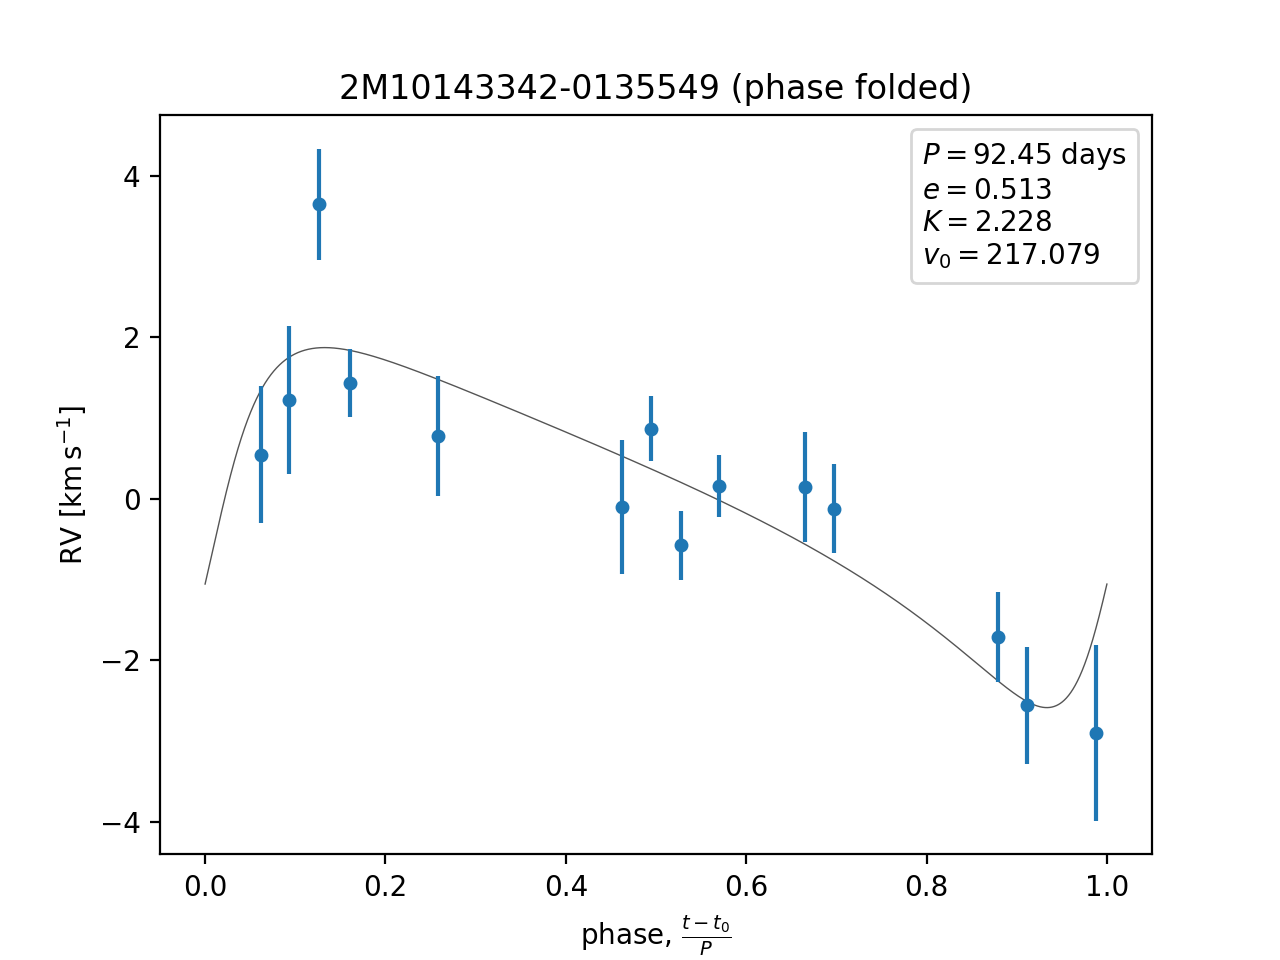 2M10143342-0135549 (phase folded)
P = 92.45 days
e = 0.513
K = 2.228
v₀ = 217.079
RV [km s⁻¹]
4
2
0
−2
−4
0.0 0.2 0.4 0.6 0.8 1.0
phase, (t − t₀)/P